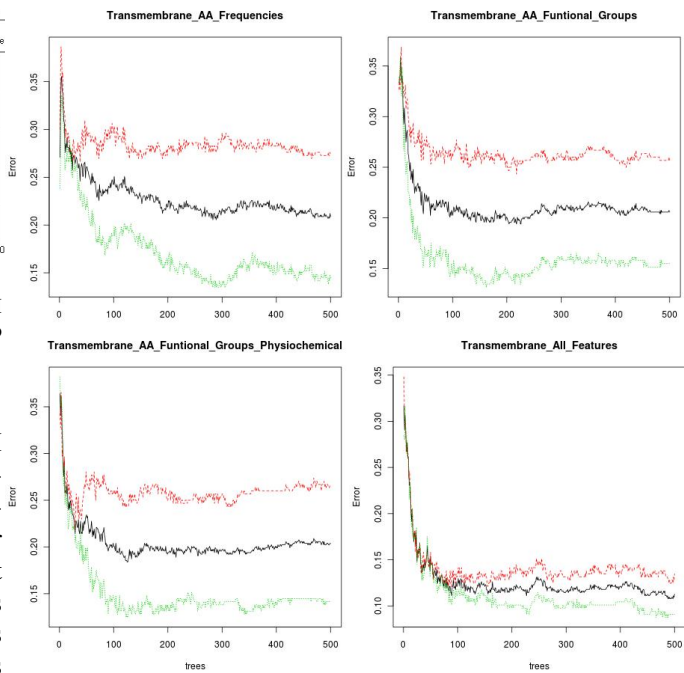 Transmembrane_AA_Frequencies
Error
0.15 0.20 0.25 0.30 0.35
0 100 200 300 400 500
Transmembrane_AA_Funtional_Groups
Error
0.15 0.20 0.25 0.30 0.35
0 100 200 300 400 500
Transmembrane_AA_Funtional_Groups_Physiochemical
Error
0.15 0.20 0.25 0.30 0.35
0 100 200 300 400 500
trees
Transmembrane_All_Features
Error
0.10 0.15 0.20 0.25 0.30 0.35
0 100 200 300 400 500
trees